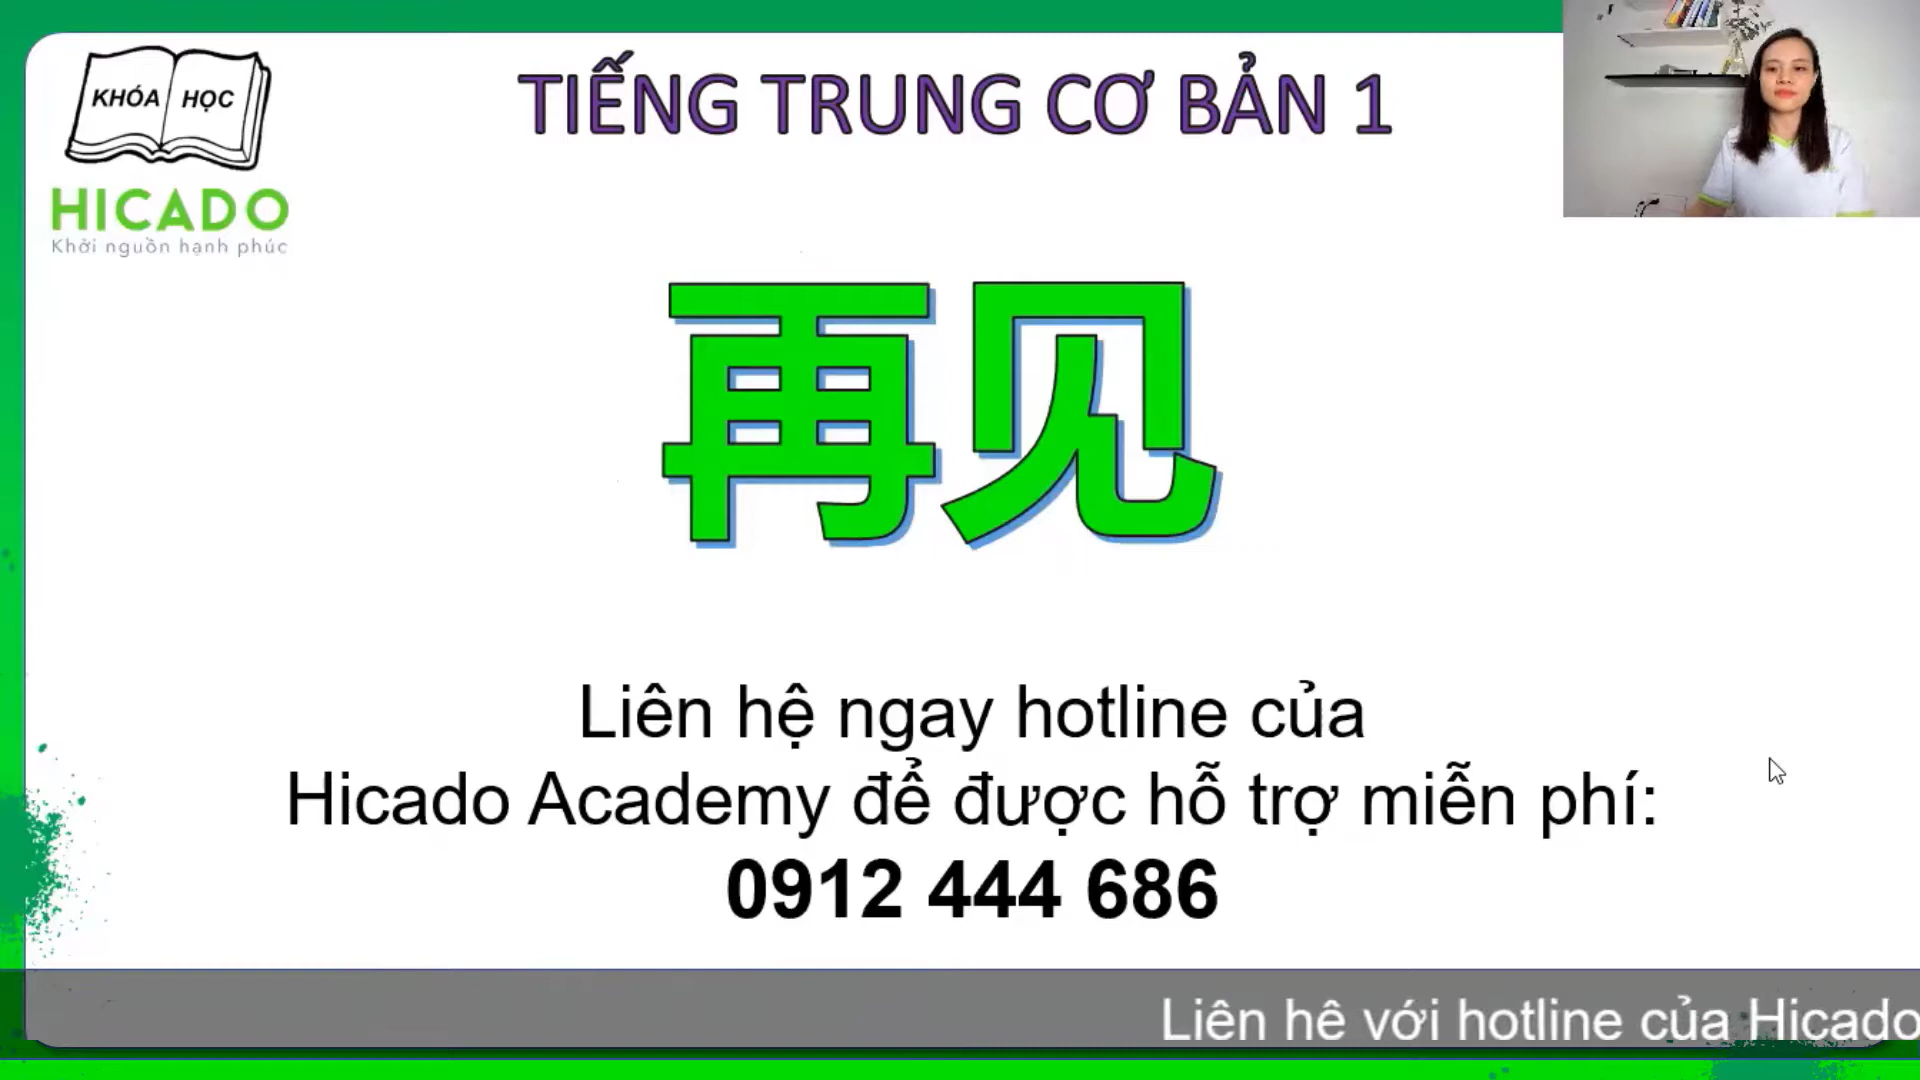 KHÓA HỌC
HICADO
Khởi nguồn hạnh phúc
TIẾNG TRUNG CƠ BẢN 1
再见
Liên hệ ngay hotline của
Hicado Academy để được hỗ trợ miễn phí:
0912 444 686
Liên hê với hotline của Hicado